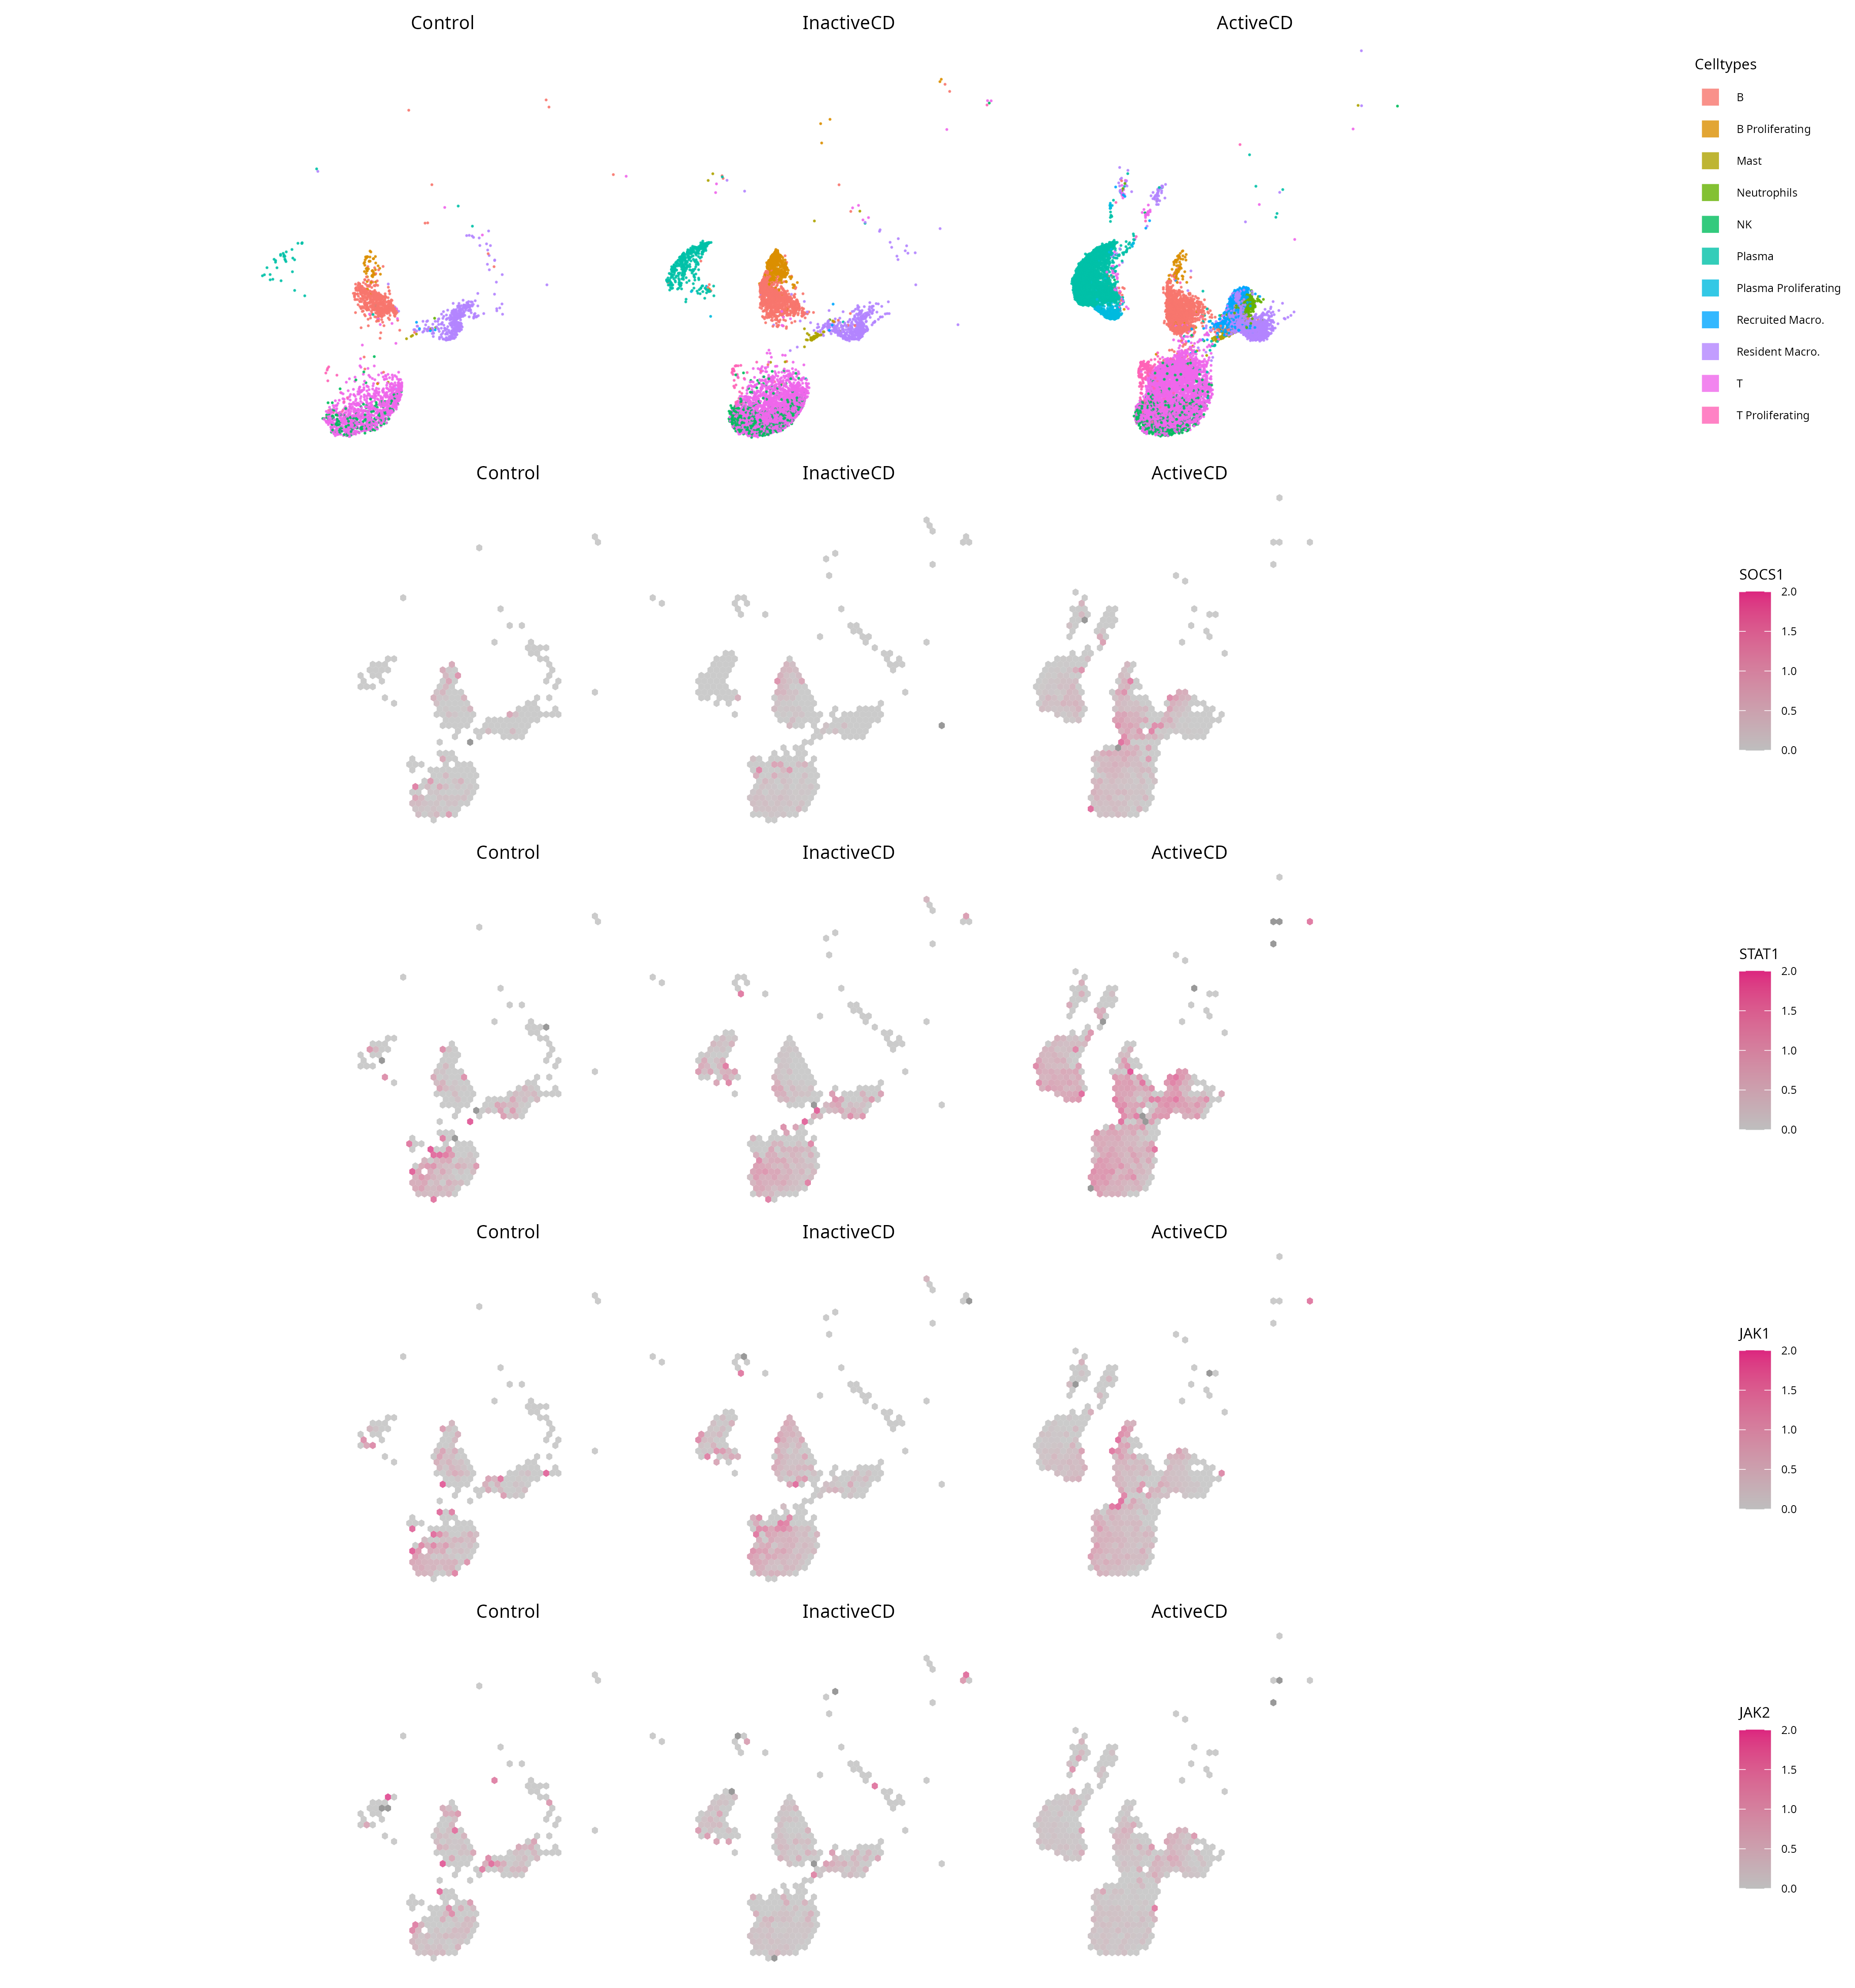 Control InactiveCD ActiveCD
Celltypes
B
B Proliferating
Mast
Neutrophils
NK
Plasma
Plasma Proliferating
Recruited Macro.
Resident Macro.
T
T Proliferating
Control InactiveCD ActiveCD
SOCS1
2.0
1.5
1.0
0.5
0.0
Control InactiveCD ActiveCD
STAT1
2.0
1.5
1.0
0.5
0.0
Control InactiveCD ActiveCD
JAK1
2.0
1.5
1.0
0.5
0.0
Control InactiveCD ActiveCD
JAK2
2.0
1.5
1.0
0.5
0.0